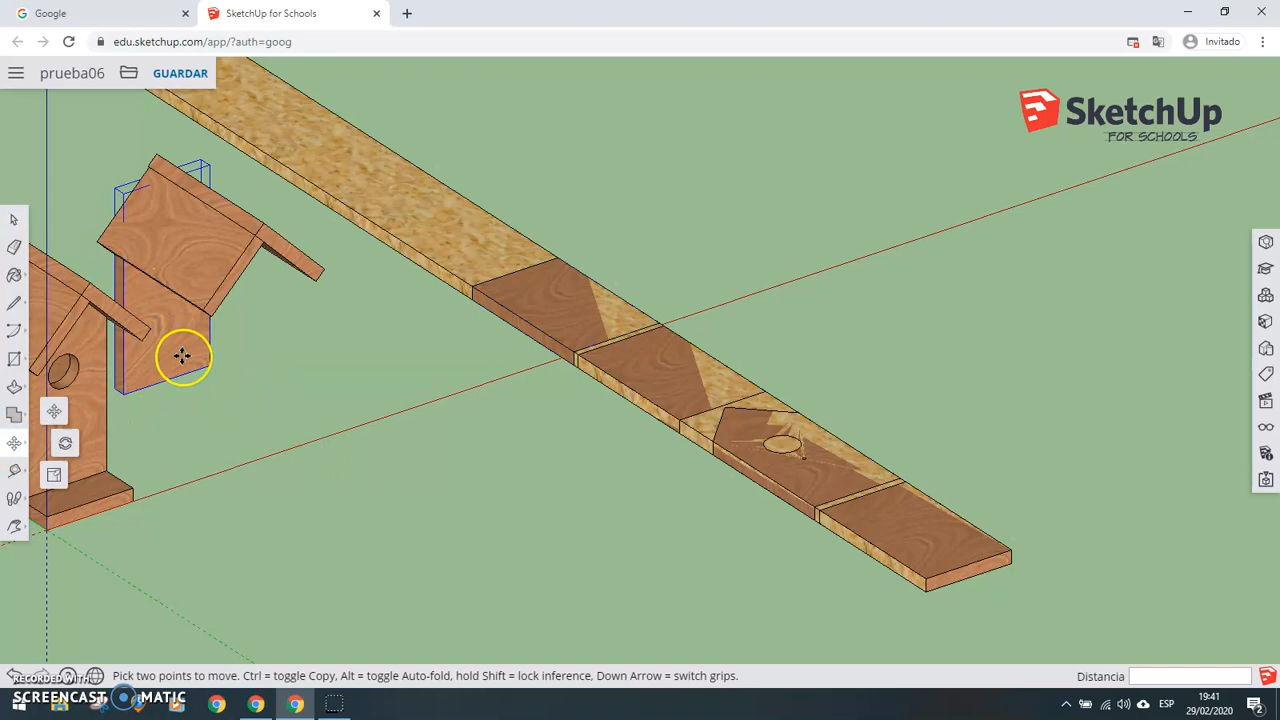 Google
SketchUp for Schools
edu.sketchup.com/app/?auth=goog
Invitado
prueba06
GUARDAR
SketchUp
FOR SCHOOLS
Pick two points to move. Ctrl = toggle Copy, Alt = toggle Auto-fold, hold Shift = lock inference, Down Arrow = switch grips.
Distancia
RECORDED WITH
SCREENCAST MATIC
ESP
19:41
29/02/2020
2